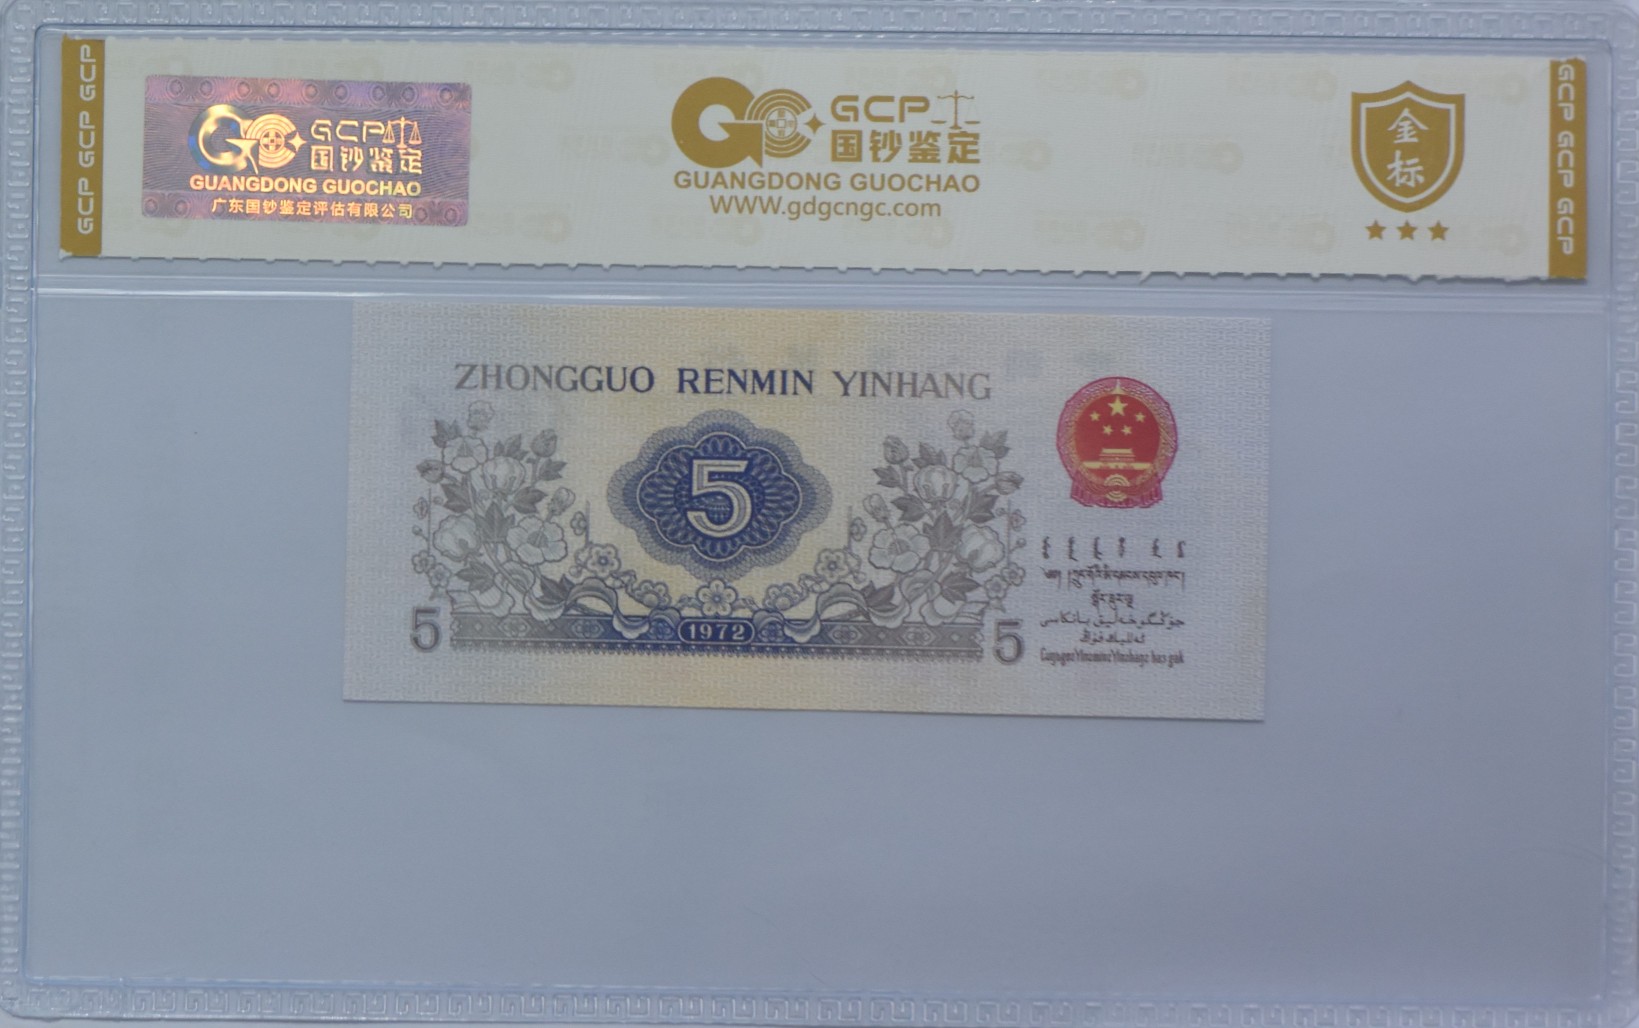 GCP GCP GCP
GCP
国钞鉴定
GUANGDONG GUOCHAO
广东国钞鉴定评估有限公司
GCP
国钞鉴定
GUANGDONG GUOCHAO
WWW.gdgcngc.com
金
标
GCP GCP GCP
ZHONGGUO RENMIN YINHANG
5
5
1972
5